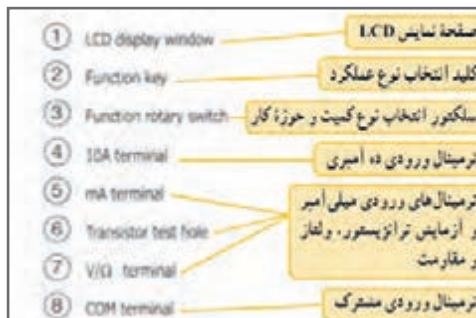 ① LCD display window صفحهٔ نمایش LCD
② Function key کلید انتخاب نوع عملکرد
③ Function rotary switch سلکتور انتخاب نوع کمیت و حوزهٔ کار
④ 10A terminal ترمینال ورودی ده آمپری
⑤ mA terminal
⑥ Transistor test hole
⑦ V/Ω terminal
ترمینال‌های ورودی میلی‌آمپر
و آزمایش ترانزیستور، ولتاژ
و مقاومت
⑧ COM terminal ترمینال ورودی مشترک